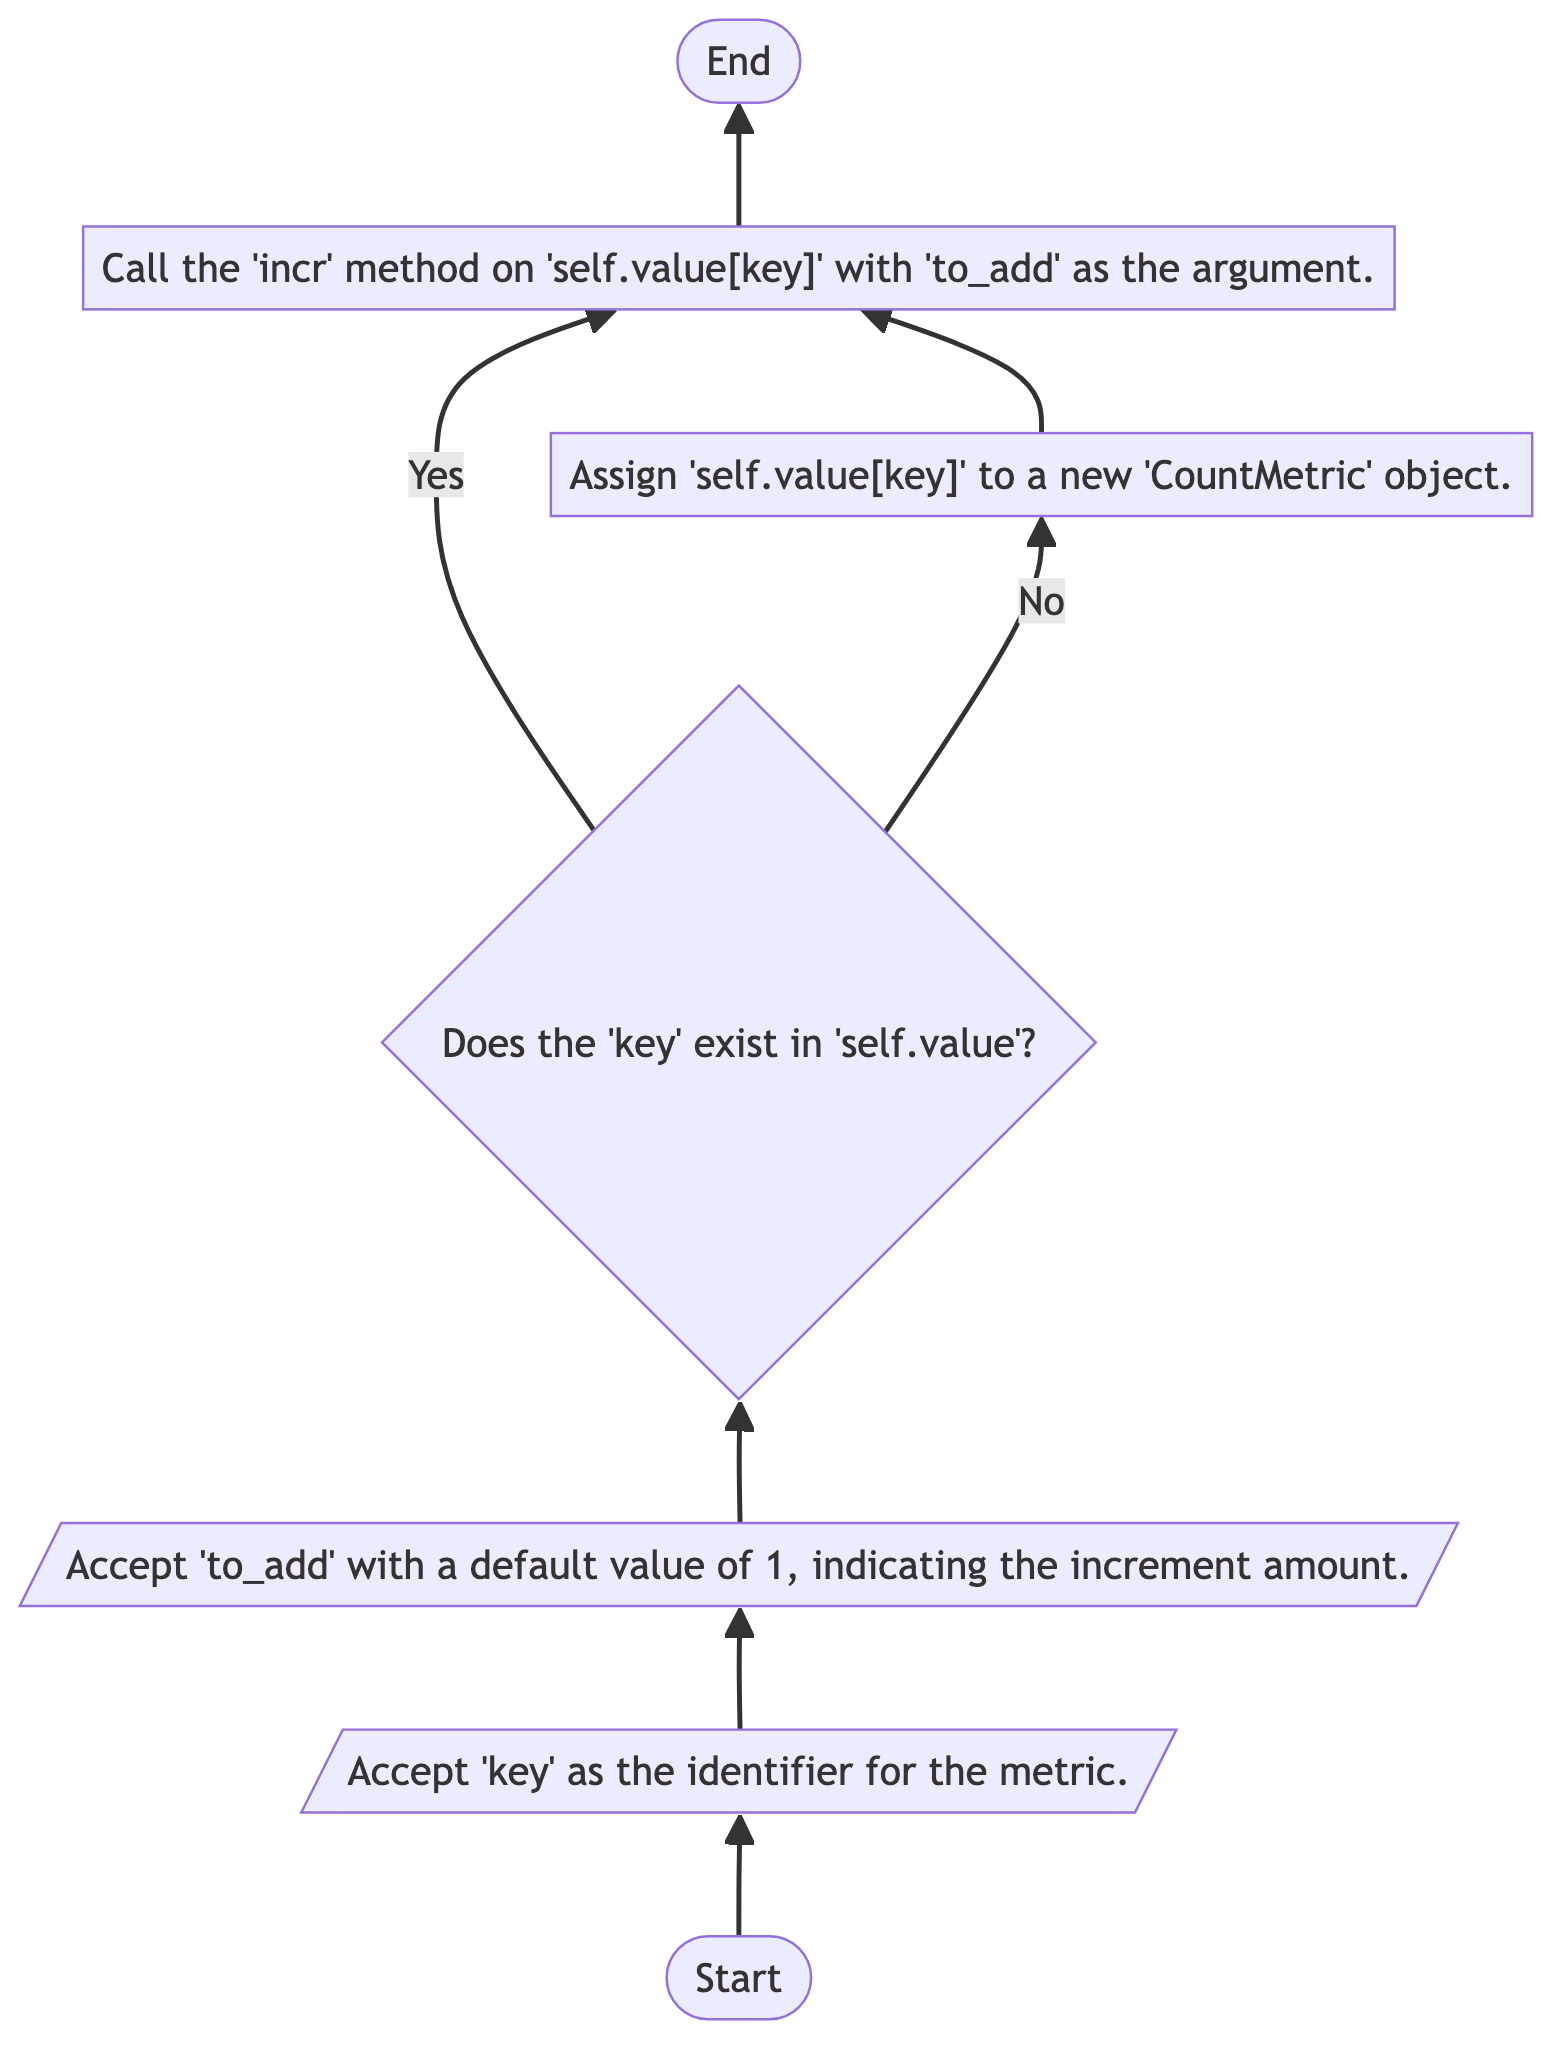 End
Call the 'incr' method on 'self.value[key]' with 'to_add' as the argument.
Yes
Assign 'self.value[key]' to a new 'CountMetric' object.
No
Does the 'key' exist in 'self.value'?
Accept 'to_add' with a default value of 1, indicating the increment amount.
Accept 'key' as the identifier for the metric.
Start